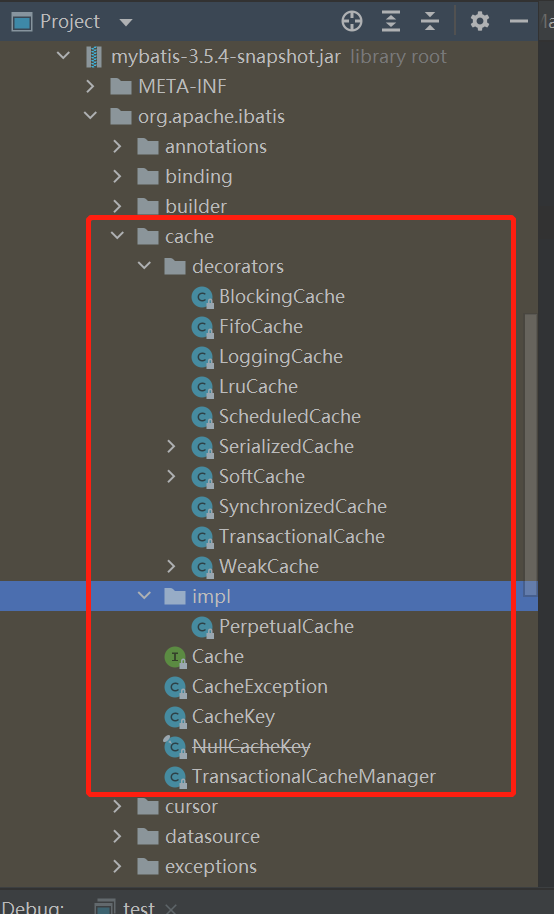 Project
mybatis-3.5.4-snapshot.jar library root
META-INF
org.apache.ibatis
annotations
binding
builder
cache
decorators
BlockingCache
FifoCache
LoggingCache
LruCache
ScheduledCache
SerializedCache
SoftCache
SynchronizedCache
TransactionalCache
WeakCache
impl
PerpetualCache
Cache
CacheException
CacheKey
NullCacheKey
TransactionalCacheManager
cursor
datasource
exceptions
Debug: test